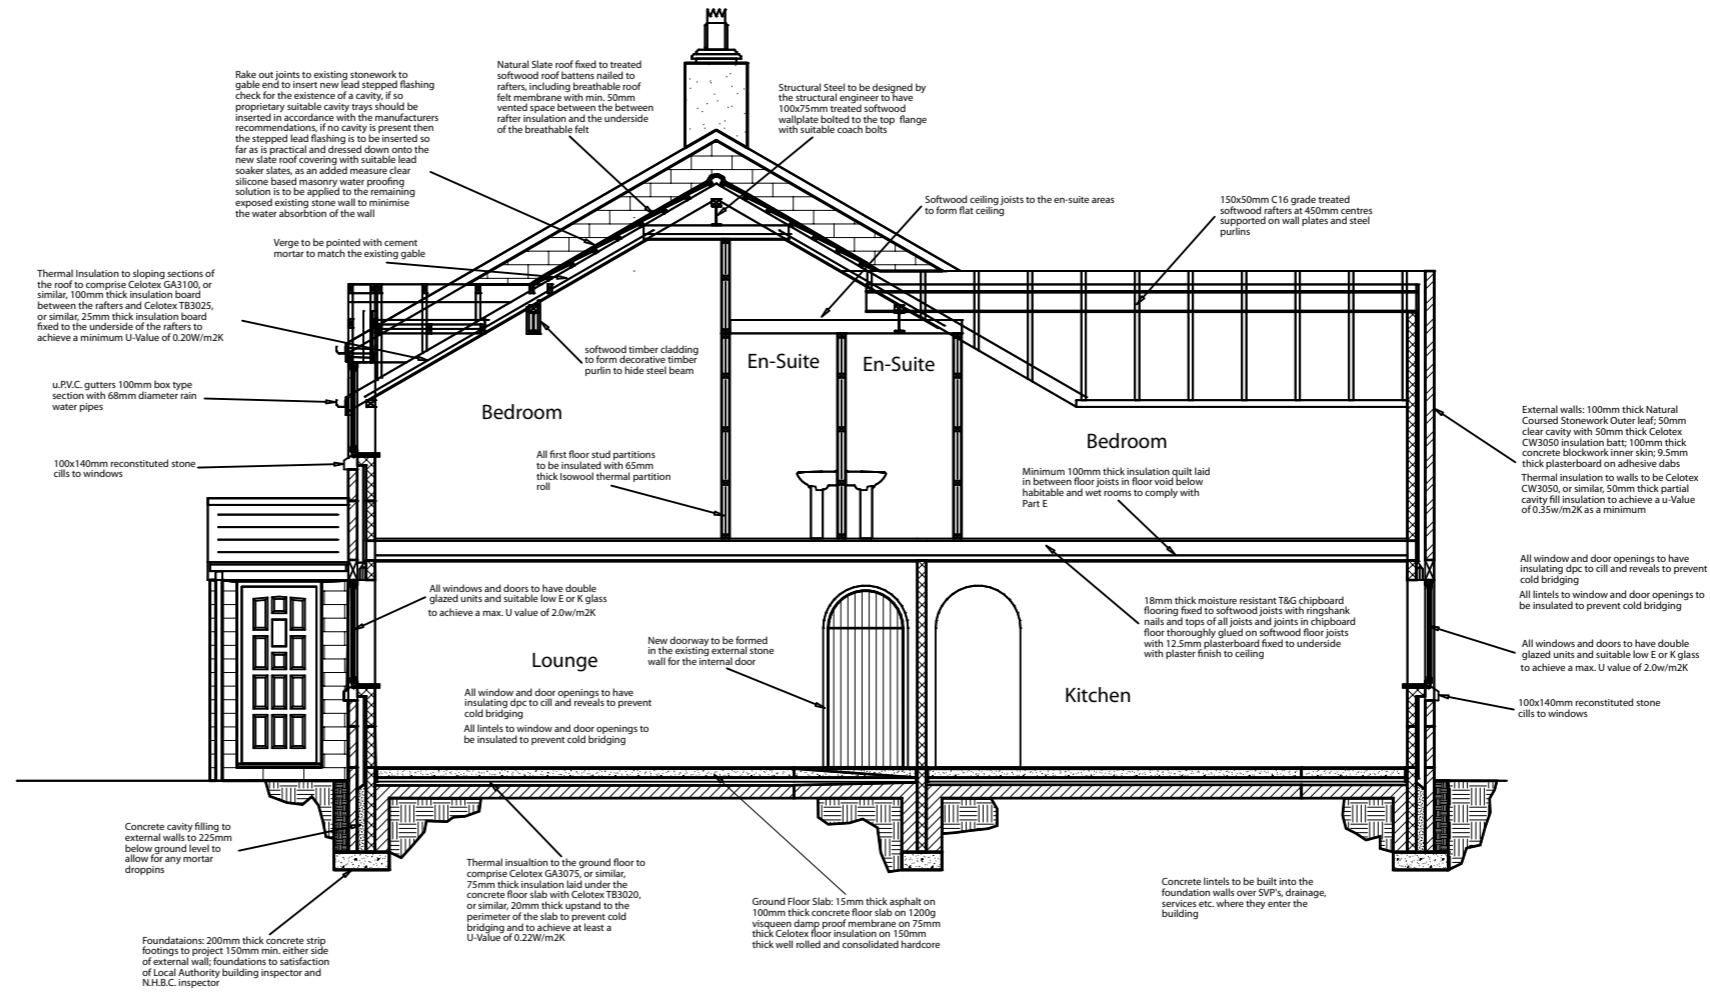 Rake out joints to existing stonework to
gable end to insert new lead stepped flashing
check for the existence of a cavity, if so
proprietary suitable cavity trays should be
inserted in accordance with the manufacturers
recommendations, if no cavity is present then
the stepped lead flashing is to be inserted so
far as is practical and dressed down onto the
new slate roof covering with suitable lead
soaker slates, as an added measure clear
silicone based masonry water proofing
solution is to be applied to the remaining
exposed existing stone wall to minimise
the water absorbtion of the wall
Natural Slate roof fixed to treated
softwood roof battens nailed to
rafters, including breathable roof
felt membrane with min. 50mm
vented space between the between
rafter insulation and the underside
of the breathable felt
Structural Steel to be designed by
the structural engineer to have
100x75mm treated softwood
wallplate bolted to the top flange
with suitable coach bolts
Softwood ceiling joists to the en-suite areas
to form flat ceiling
150x50mm C16 grade treated
softwood rafters at 450mm centres
supported on wall plates and steel
purlins
Verge to be pointed with cement
mortar to match the existing gable
Thermal Insulation to sloping sections of
the roof to comprise Celotex GA3100, or
similar, 100mm thick insulation board
between the rafters and Celotex TB3025,
or similar, 25mm thick insulation board
fixed to the underside of the rafters to
achieve a minimum U-Value of 0.20W/m2K
softwood timber cladding
to form decorative timber
purlin to hide steel beam
En-Suite
En-Suite
u.P.V.C. gutters 100mm box type
section with 68mm diameter rain
water pipes
Bedroom
Bedroom
100x140mm reconstituted stone
cills to windows
All first floor stud partitions
to be insulated with 65mm
thick Isowool thermal partition
roll
Minimum 100mm thick insulation quilt laid
in between floor joists in floor void below
habitable and wet rooms to comply with
Part E
External walls: 100mm thick Natural
Coursed Stonework Outer leaf; 50mm
clear cavity with 50mm thick Celotex
CW3050 insulation batt; 100mm thick
concrete blockwork inner skin; 9.5mm
thick plasterboard on adhesive dabs
Thermal insulation to walls to be Celotex
CW3050, or similar, 50mm thick partial
cavity fill insulation to achieve a u-Value
of 0.35w/m2K as a minimum
All window and door openings to have
insulating dpc to cill and reveals to prevent
cold bridging
All lintels to window and door openings to
be insulated to prevent cold bridging
All windows and doors to have double
glazed units and suitable low E or K glass
to achieve a max. U value of 2.0w/m2K
New doorway to be formed
in the existing external stone
wall for the internal door
18mm thick moisture resistant T&G chipboard
flooring fixed to softwood joists with ringshank
nails and tops of all joists and joints in chipboard
floor thoroughly glued on softwood floor joists
with 12.5mm plasterboard fixed to underside
with plaster finish to ceiling
All windows and doors to have double
glazed units and suitable low E or K glass
to achieve a max. U value of 2.0w/m2K
Lounge
Kitchen
All window and door openings to have
insulating dpc to cill and reveals to prevent
cold bridging
All lintels to window and door openings to
be insulated to prevent cold bridging
100x140mm reconstituted stone
cills to windows
Concrete cavity filling to
external walls to 225mm
below ground level to
allow for any mortar
droppins
Thermal insualtion to the ground floor to
comprise Celotex GA3075, or similar,
75mm thick insulation laid under the
concrete floor slab with Celotex TB3020,
or similar, 20mm thick upstand to the
perimeter of the slab to prevent cold
bridging and to achieve at least a
U-Value of 0.22W/m2K
Ground Floor Slab: 15mm thick asphalt on
100mm thick concrete floor slab on 1200g
visqueen damp proof membrane on 75mm
thick Celotex floor insulation on 150mm
thick well rolled and consolidated hardcore
Concrete lintels to be built into the
foundation walls over SVP's, drainage,
services etc. where they enter the
building
Foundataions: 200mm thick concrete strip
footings to project 150mm min. either side
of external wall; foundations to satisfaction
of Local Authority building inspector and
N.H.B.C. inspector